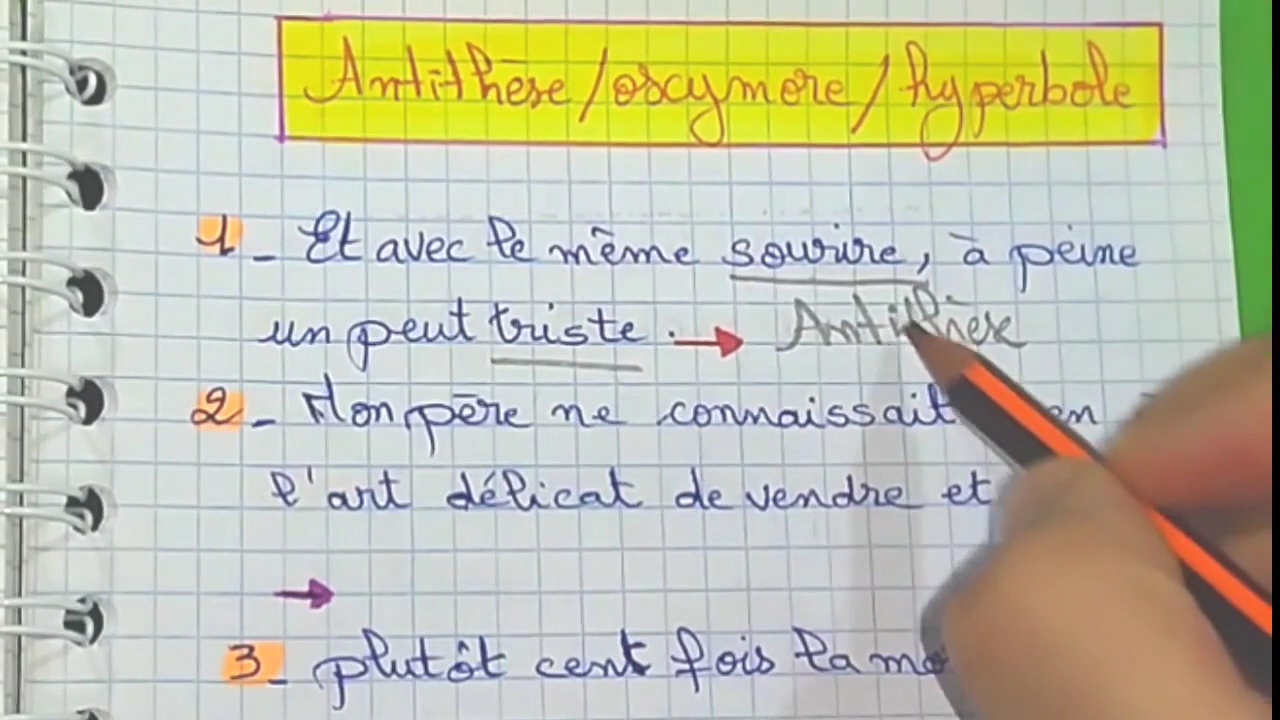 Antithèse/oxymore/hyperbole
1_ Et avec le même sourire, à peine
un peut triste. → Antithèse
2_ Mon père ne connaissait
l'art délicat de vendre et
→
3_ plutôt cent fois la